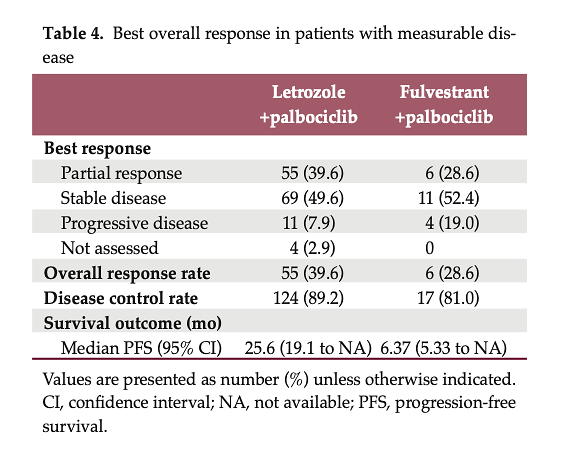 Table 4. Best overall response in patients with measurable dis-
ease
Letrozole +palbociclib Fulvestrant +palbociclib
Best response
Partial response 55 (39.6) 6 (28.6)
Stable disease 69 (49.6) 11 (52.4)
Progressive disease 11 (7.9) 4 (19.0)
Not assessed 4 (2.9) 0
Overall response rate 55 (39.6) 6 (28.6)
Disease control rate 124 (89.2) 17 (81.0)
Survival outcome (mo)
Median PFS (95% CI) 25.6 (19.1 to NA) 6.37 (5.33 to NA)
Values are presented as number (%) unless otherwise indicated.
CI, confidence interval; NA, not available; PFS, progression-free
survival.